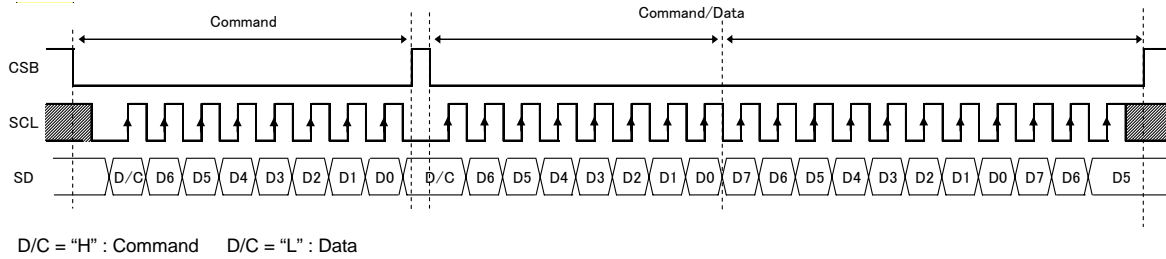 Command
Command/Data
CSB
SCL
SD
D/C D6 D5 D4 D3 D2 D1 D0 D/C D6 D5 D4 D3 D2 D1 D0 D7 D6 D5 D4 D3 D2 D1 D0 D7 D6 D5
D/C = “H” : Command D/C = “L” : Data